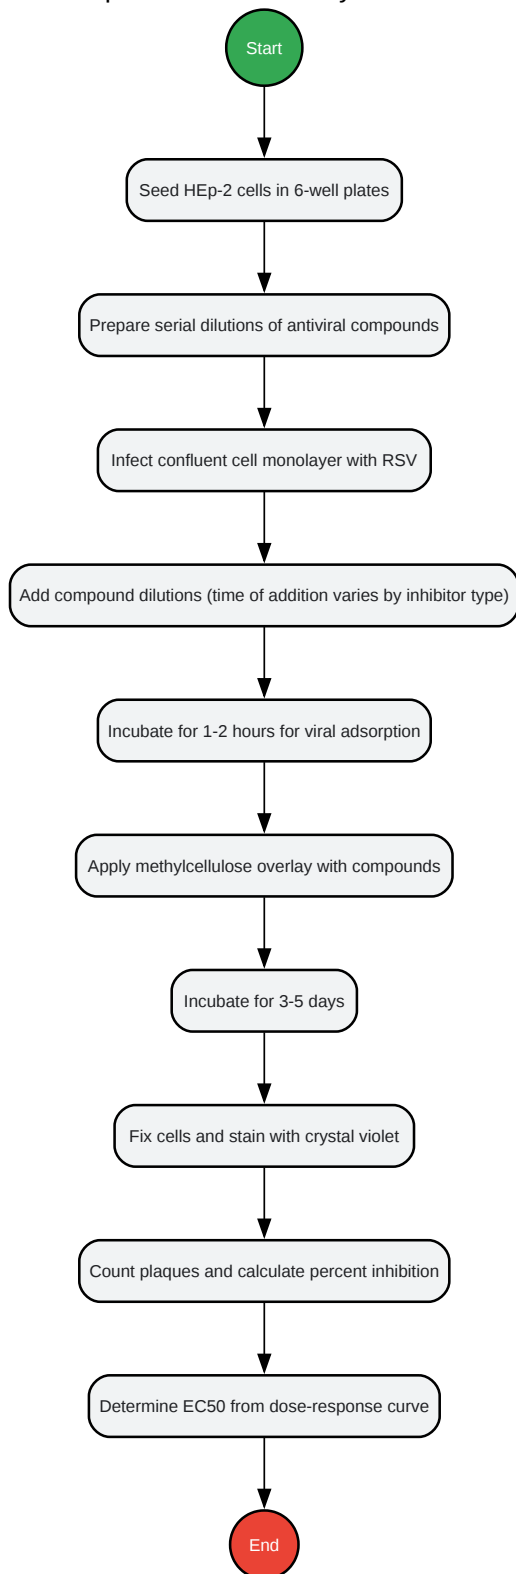 Start
Seed HEp-2 cells in 6-well plates
Prepare serial dilutions of antiviral compounds
Infect confluent cell monolayer with RSV
Add compound dilutions (time of addition varies by inhibitor type)
Incubate for 1-2 hours for viral adsorption
Apply methylcellulose overlay with compounds
Incubate for 3-5 days
Fix cells and stain with crystal violet
Count plaques and calculate percent inhibition
Determine EC50 from dose-response curve
End